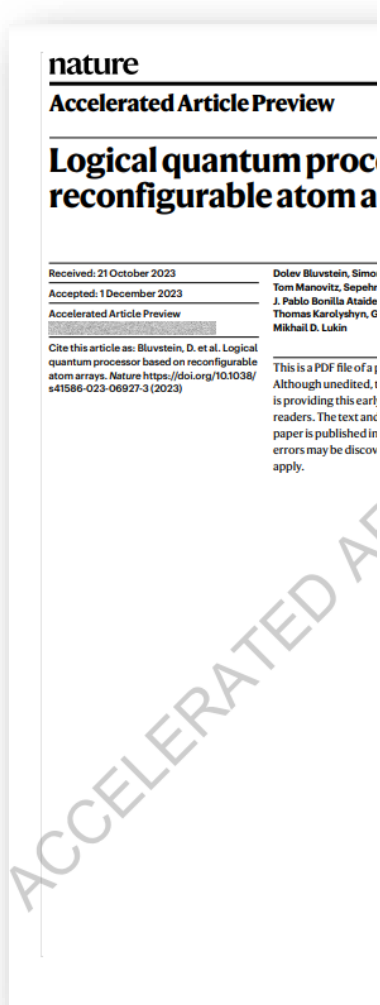 nature
Accelerated Article Preview
Logical quantum proc
reconfigurable atom a
Received: 21 October 2023
Accepted: 1 December 2023
Accelerated Article Preview
Cite this article as: Bluvstein, D. et al. Logical
quantum processor based on reconfigurable
atom arrays. Nature https://doi.org/10.1038/
s41586-023-06927-3 (2023)
Dolev Bluvstein, Simo
Tom Manovitz, Sepehr
J. Pablo Bonilla Ataide
Thomas Karolyshyn, G
Mikhail D. Lukin
This is a PDF file of a p
Although unedited, t
is providing this earl
readers. The text and
paper is published in
errors may be discov
apply.
ACCELERATED A